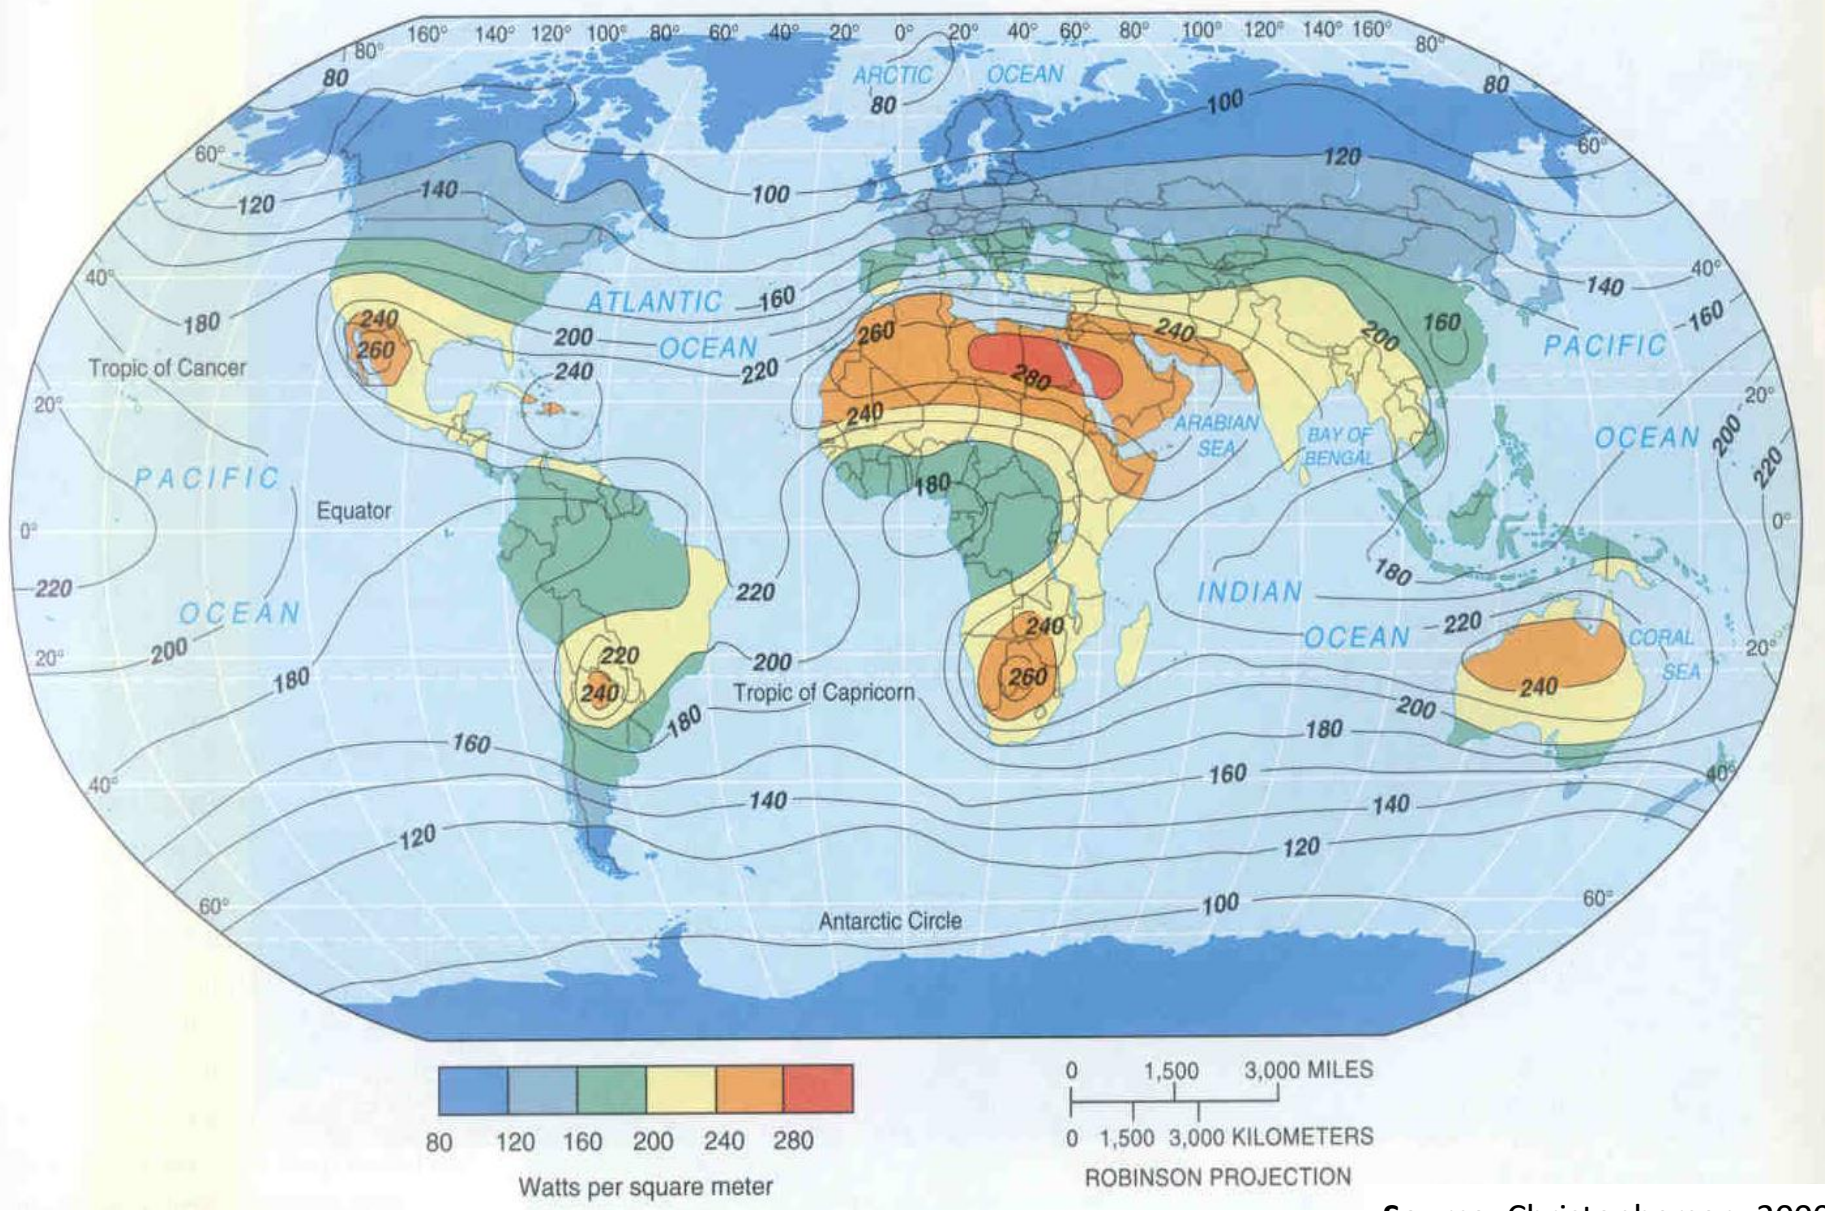 160° 140° 120° 100° 80° 60° 40° 20° 0° 20° 40° 60° 80° 100° 120° 140° 160°
80° 80°
80 ARCTIC OCEAN 80
80 100
60° 60°
120
140 100
120
40° 40°
140
ATLANTIC 160 160
180 240 200 260 240 200 160 PACIFIC
OCEAN
260
Tropic of Cancer 240 220 280
20° 240 20°
ARABIAN
SEA
BAY OF
BENGAL
OCEAN 200
220
PACIFIC 180
Equator
0° 0°
180
220 220 INDIAN
OCEAN 240 220
OCEAN CORAL
SEA
200 220 20°
20° 200 260
180 240 Tropic of Capricorn 240
200
180 180
160 160
40° 140 140 40°
120 120
60° 100 60°
Antarctic Circle
80 120 160 200 240 280
Watts per square meter
0 1,500 3,000 MILES
0 1,500 3,000 KILOMETERS
ROBINSON PROJECTION